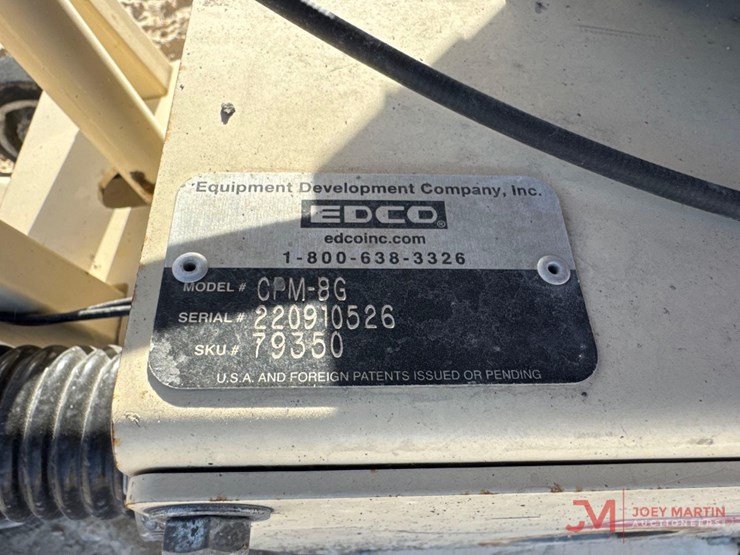 Equipment Development Company, Inc.
EDCO
edcoinc.com
1-800-638-3326
MODEL # CPM-8G
SERIAL # 220910526
SKU # 79350
U.S.A. AND FOREIGN PATENTS ISSUED OR PENDING
JM JOEY MARTIN
AUCTIONEERS